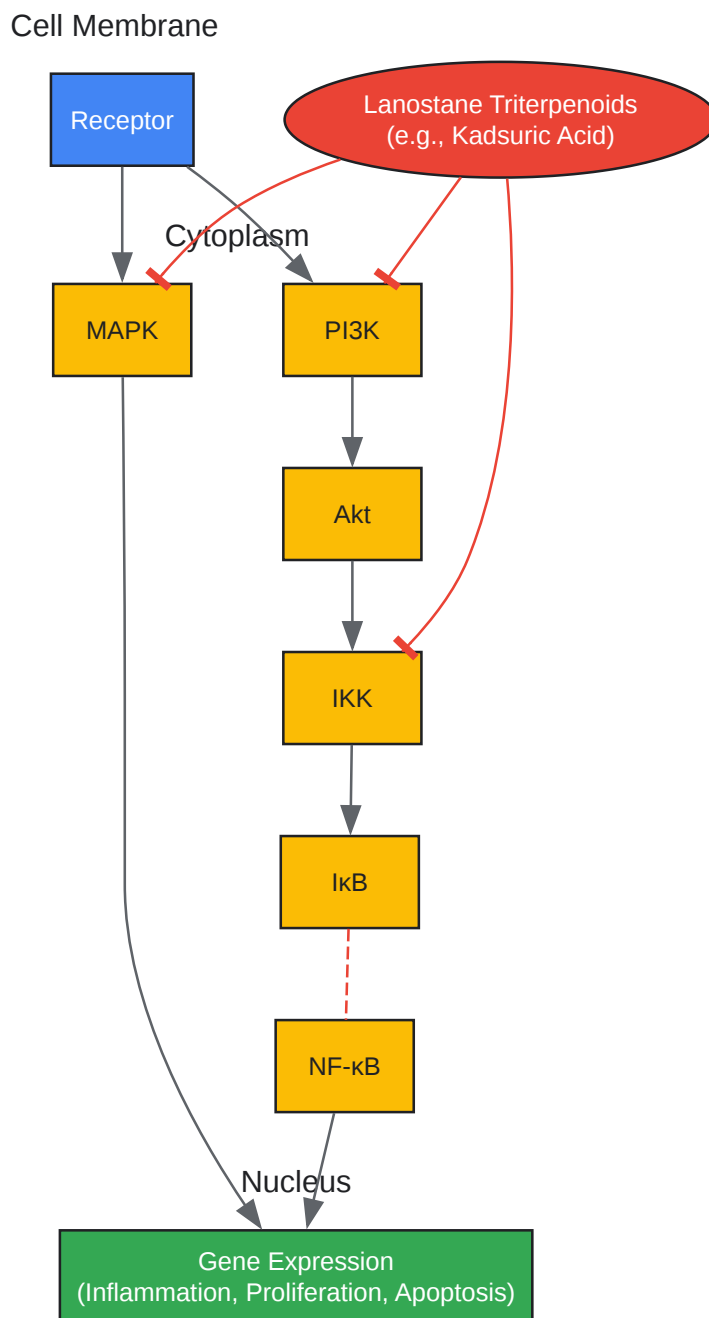 Cell Membrane
Receptor
Lanostane Triterpenoids
(e.g., Kadsuric Acid)
Cytoplasm
MAPK
PI3K
Akt
IKK
IκB
NF-κB
Nucleus
Gene Expression
(Inflammation, Proliferation, Apoptosis)